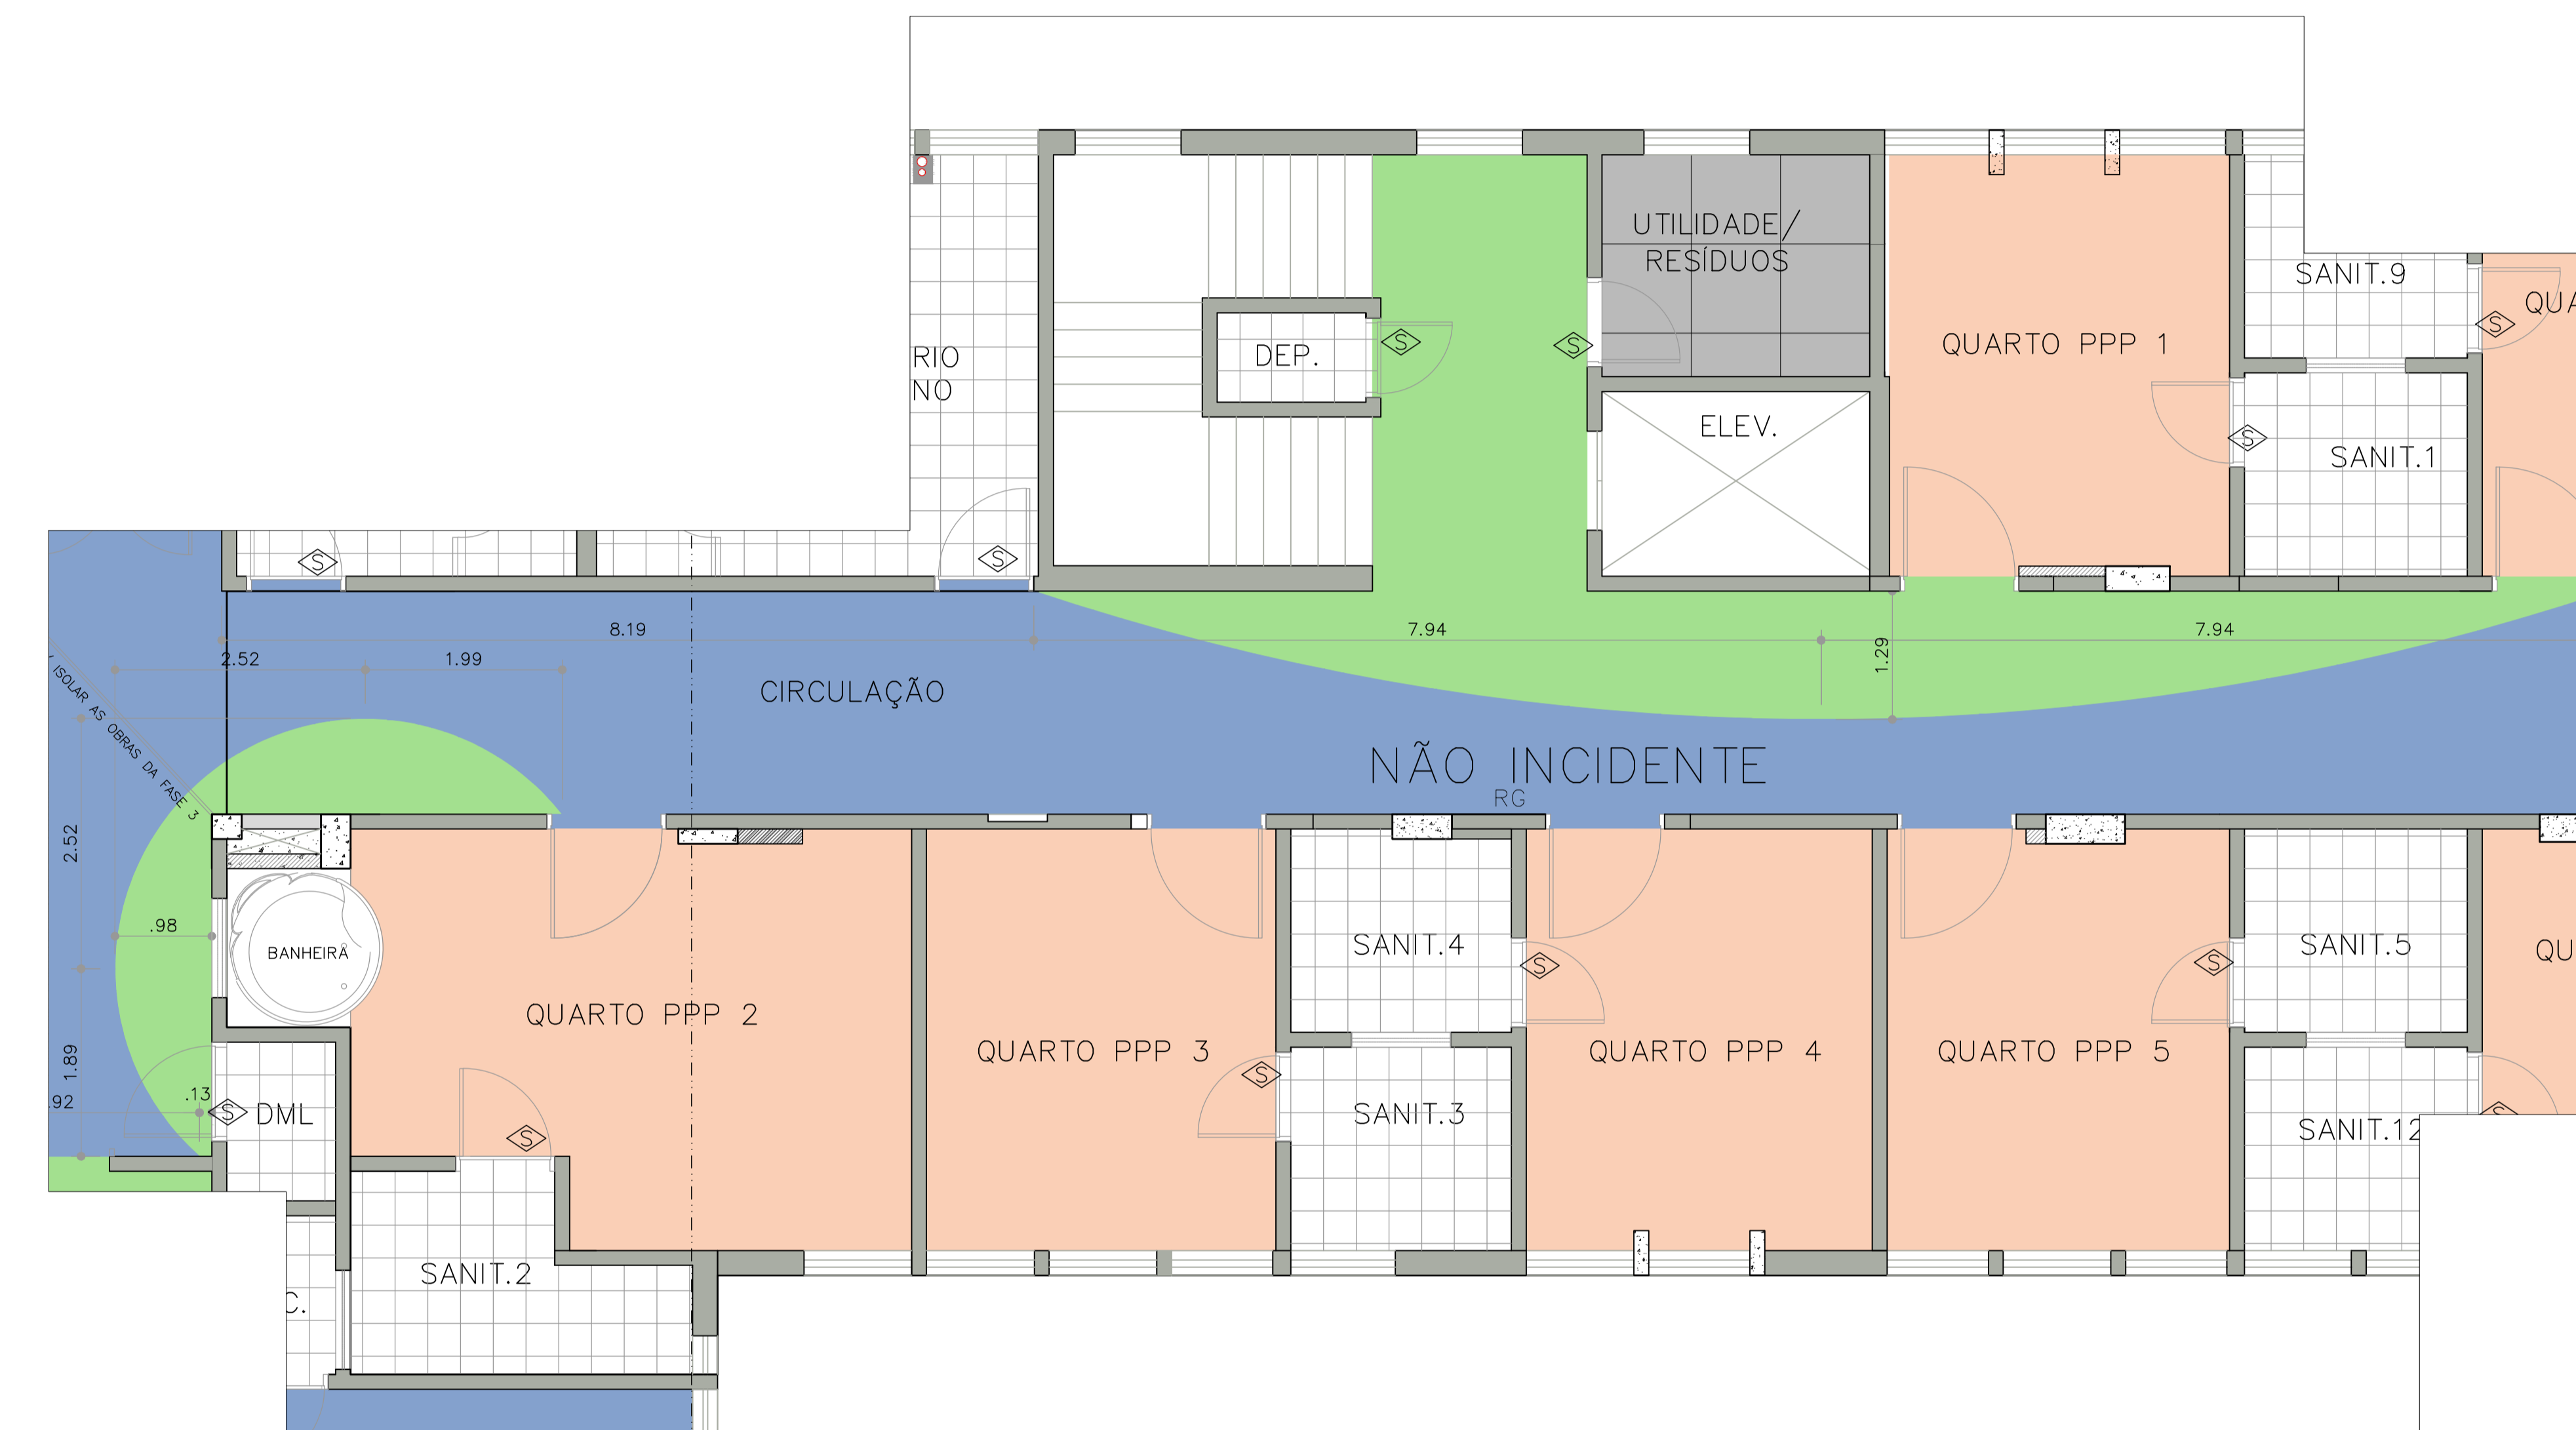 UTILIDADE/
RESÍDUOS
SANIT.9
QUA
QUARTO PPP 1
RIO
NO
DEP.
S
S
S
ELEV.
S
SANIT.1
S
S
8.19
7.94
7.94
2.52
1.99
1.29
ISOLAR AS OBRAS DA FASE 3
CIRCULAÇÃO
NÃO INCIDENTE
RG
2.52
.98
BANHEIRA
SANIT.4
S
S
SANIT.5
QU
QUARTO PPP 2
QUARTO PPP 3
QUARTO PPP 4
QUARTO PPP 5
1.89
S
.92
.13
S
DML
S
SANIT.3
SANIT.12
S
SANIT.2
C.